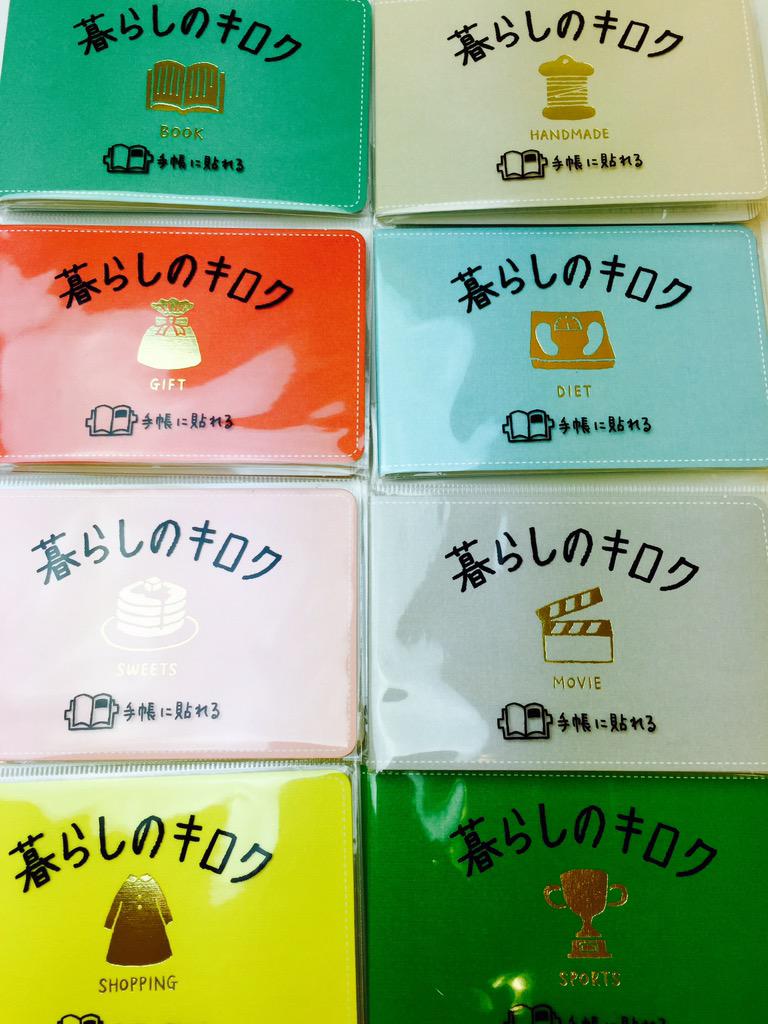 暮らしのキロク
BOOK
手帳に貼れる
暮らしのキロク
HANDMADE
手帳に貼れる
暮らしのキロク
GIFT
手帳に貼れる
暮らしのキロク
DIET
手帳に貼れる
暮らしのキロク
SWEETS
手帳に貼れる
暮らしのキロク
MOVIE
手帳に貼れる
暮らしのキロク
SHOPPING
暮らしのキロク
SPORTS